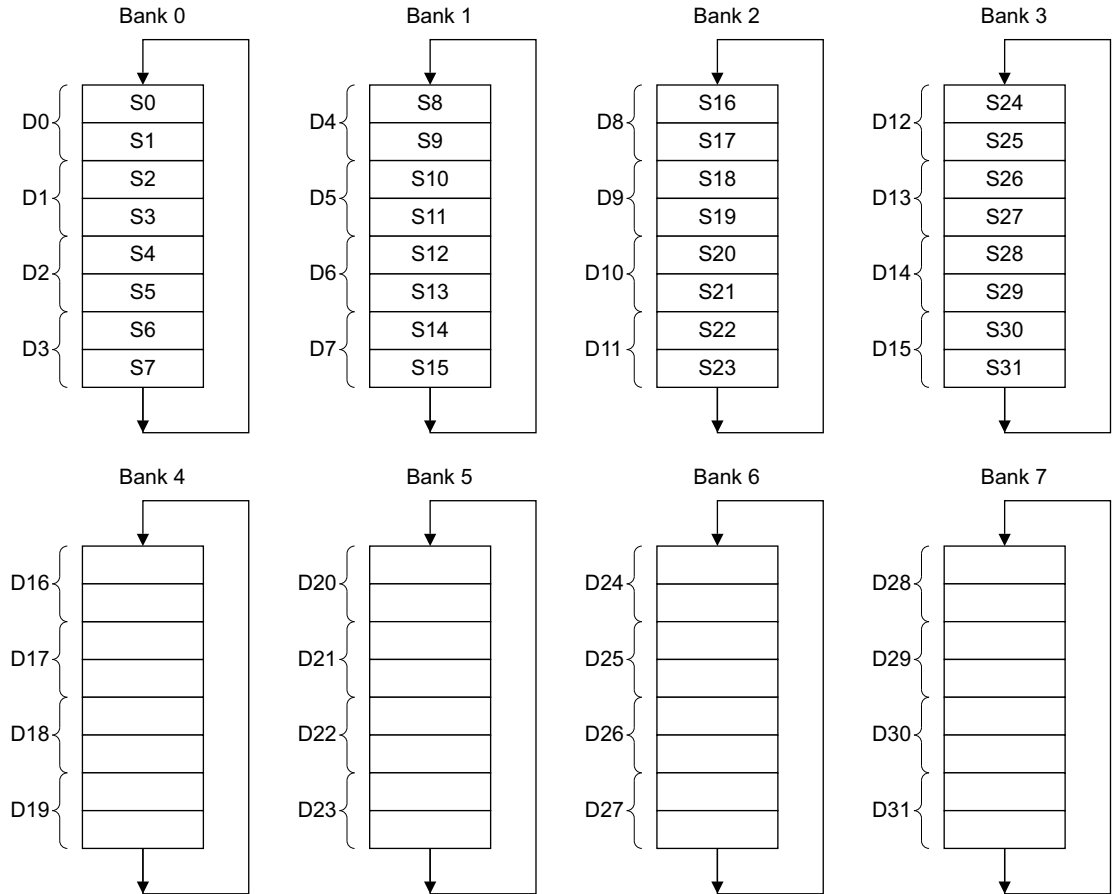 Bank 0 Bank 1 Bank 2 Bank 3
S0 S8 S16 S24
D0 D4 D8 D12
S1 S9 S17 S25
S2 S10 S18 S26
D1 D5 D9 D13
S3 S11 S19 S27
S4 S12 S20 S28
D2 D6 D10 D14
S5 S13 S21 S29
S6 S14 S22 S30
D3 D7 D11 D15
S7 S15 S23 S31
Bank 4 Bank 5 Bank 6 Bank 7
D16 D20 D24 D28
D17 D21 D25 D29
D18 D22 D26 D30
D19 D23 D27 D31